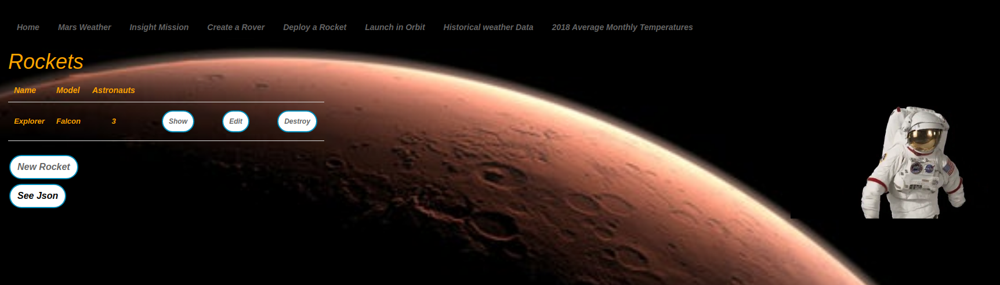 Home Mars Weather Insight Mission Create a Rover Deploy a Rocket Launch in Orbit Historical weather Data 2018 Average Monthly Temperatures
Rockets
Name Model Astronauts
Explorer Falcon 3 Show Edit Destroy
New Rocket
See Json